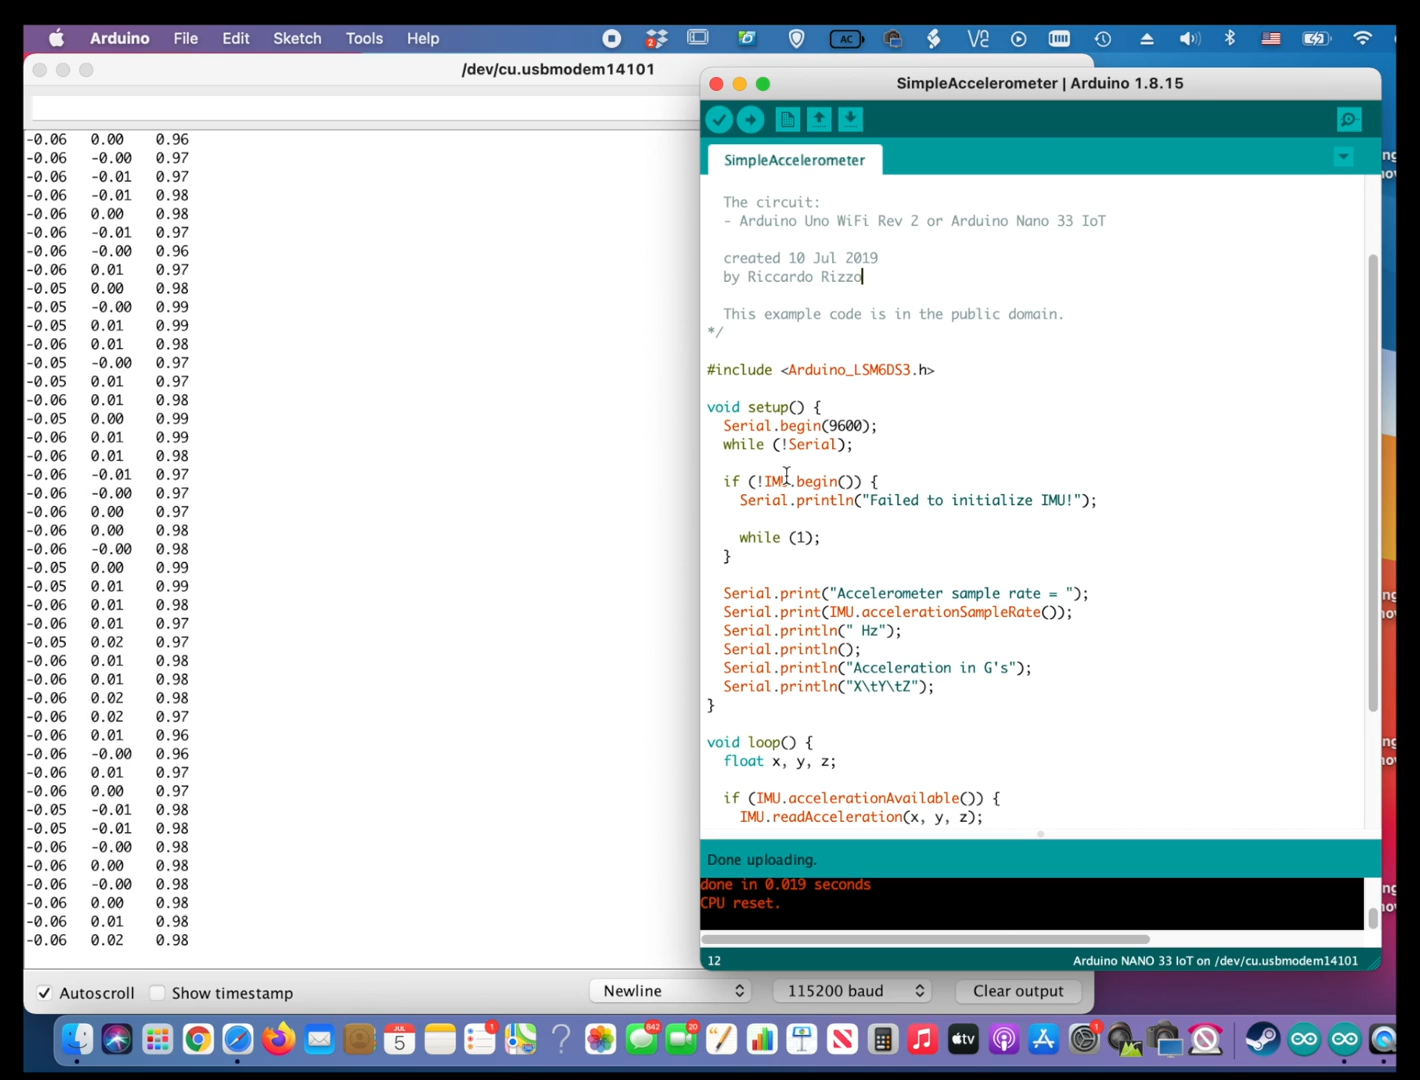 Arduino File Edit Sketch Tools Help
2
AC
V2
/dev/cu.usbmodem14101
-0.06 0.00 0.96
-0.06 -0.00 0.97
-0.06 -0.01 0.97
-0.06 -0.01 0.98
-0.06 0.00 0.98
-0.06 -0.01 0.97
-0.06 -0.00 0.96
-0.06 0.01 0.97
-0.05 0.00 0.98
-0.05 -0.00 0.99
-0.05 0.01 0.99
-0.06 0.01 0.98
-0.05 -0.00 0.97
-0.05 0.01 0.97
-0.06 0.01 0.98
-0.05 0.00 0.99
-0.06 0.01 0.99
-0.06 0.01 0.98
-0.06 -0.01 0.97
-0.06 -0.00 0.97
-0.06 0.00 0.97
-0.06 0.00 0.98
-0.06 -0.00 0.98
-0.05 0.00 0.99
-0.05 0.01 0.99
-0.06 0.01 0.98
-0.06 0.01 0.97
-0.05 0.02 0.97
-0.06 0.01 0.98
-0.06 0.01 0.98
-0.06 0.02 0.98
-0.06 0.02 0.97
-0.06 0.01 0.96
-0.06 -0.00 0.96
-0.06 0.01 0.97
-0.06 0.00 0.97
-0.05 -0.01 0.98
-0.05 -0.01 0.98
-0.06 -0.00 0.98
-0.06 0.00 0.98
-0.06 -0.00 0.98
-0.06 0.00 0.98
-0.06 0.01 0.98
-0.06 0.02 0.98
Autoscroll Show timestamp Newline 115200 baud Clear output
SimpleAccelerometer | Arduino 1.8.15
SimpleAccelerometer
The circuit:
- Arduino Uno WiFi Rev 2 or Arduino Nano 33 IoT
created 10 Jul 2019
by Riccardo Rizzo
This example code is in the public domain.
*/
#include <Arduino_LSM6DS3.h>
void setup() {
Serial.begin(9600);
while (!Serial);
if (!IMU.begin()) {
Serial.println("Failed to initialize IMU!");
while (1);
}
Serial.print("Accelerometer sample rate = ");
Serial.print(IMU.accelerationSampleRate());
Serial.println(" Hz");
Serial.println();
Serial.println("Acceleration in G's");
Serial.println("X\tY\tZ");
}
void loop() {
float x, y, z;
if (IMU.accelerationAvailable()) {
IMU.readAcceleration(x, y, z);
Done uploading.
done in 0.019 seconds
CPU reset.
12
Arduino NANO 33 IoT on /dev/cu.usbmodem14101
JUL
5
1
842
20
tv
1